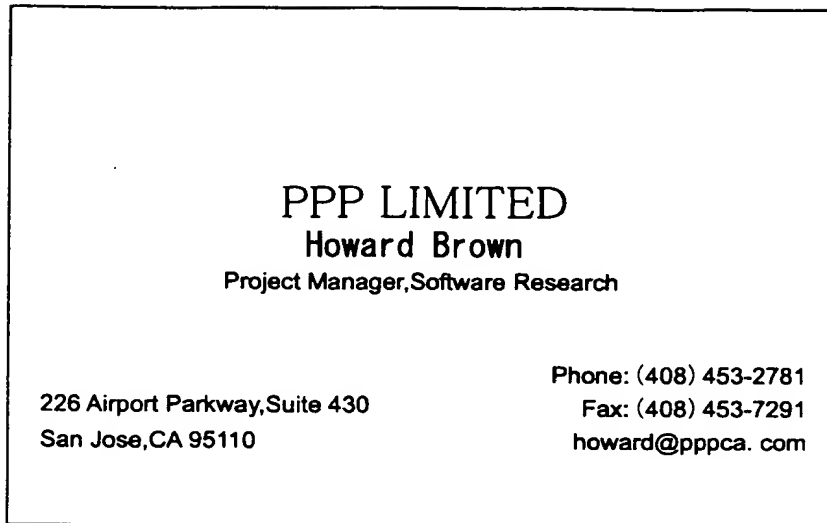 PPP LIMITED
Howard Brown
Project Manager,Software Research
226 Airport Parkway,Suite 430
San Jose,CA 95110
Phone: (408) 453-2781
Fax: (408) 453-7291
howard@pppca. com